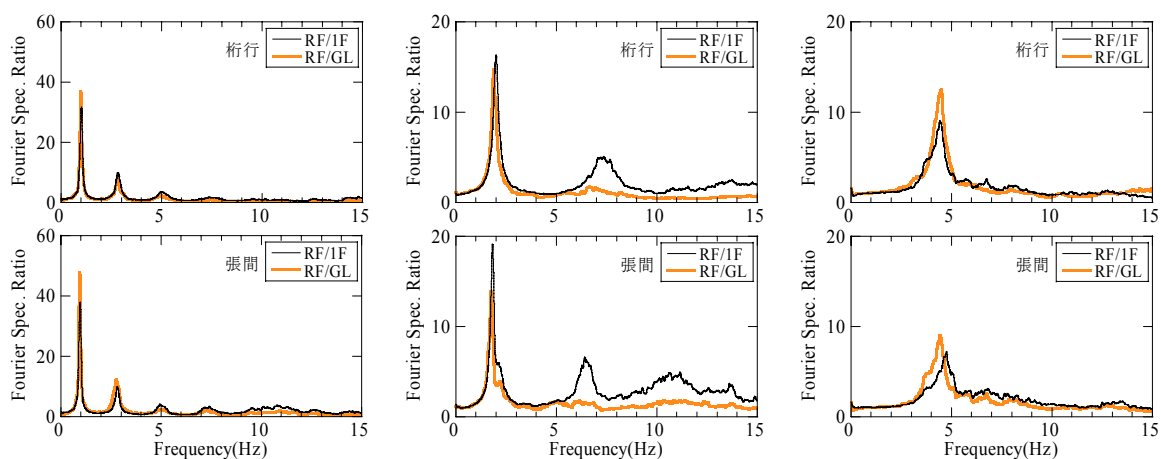 60
40
20
0
Fourier Spec. Ratio
桁行
RF/1F
RF/GL
0
5
10
15
20
10
0
Fourier Spec. Ratio
桁行
RF/1F
RF/GL
0
5
10
15
20
10
0
Fourier Spec. Ratio
桁行
RF/1F
RF/GL
0
5
10
15
60
40
20
0
Fourier Spec. Ratio
張間
RF/1F
RF/GL
0
5
10
15
Frequency(Hz)
20
10
0
Fourier Spec. Ratio
張間
RF/1F
RF/GL
0
5
10
15
Frequency(Hz)
20
10
0
Fourier Spec. Ratio
張間
RF/1F
RF/GL
0
5
10
15
Frequency(Hz)